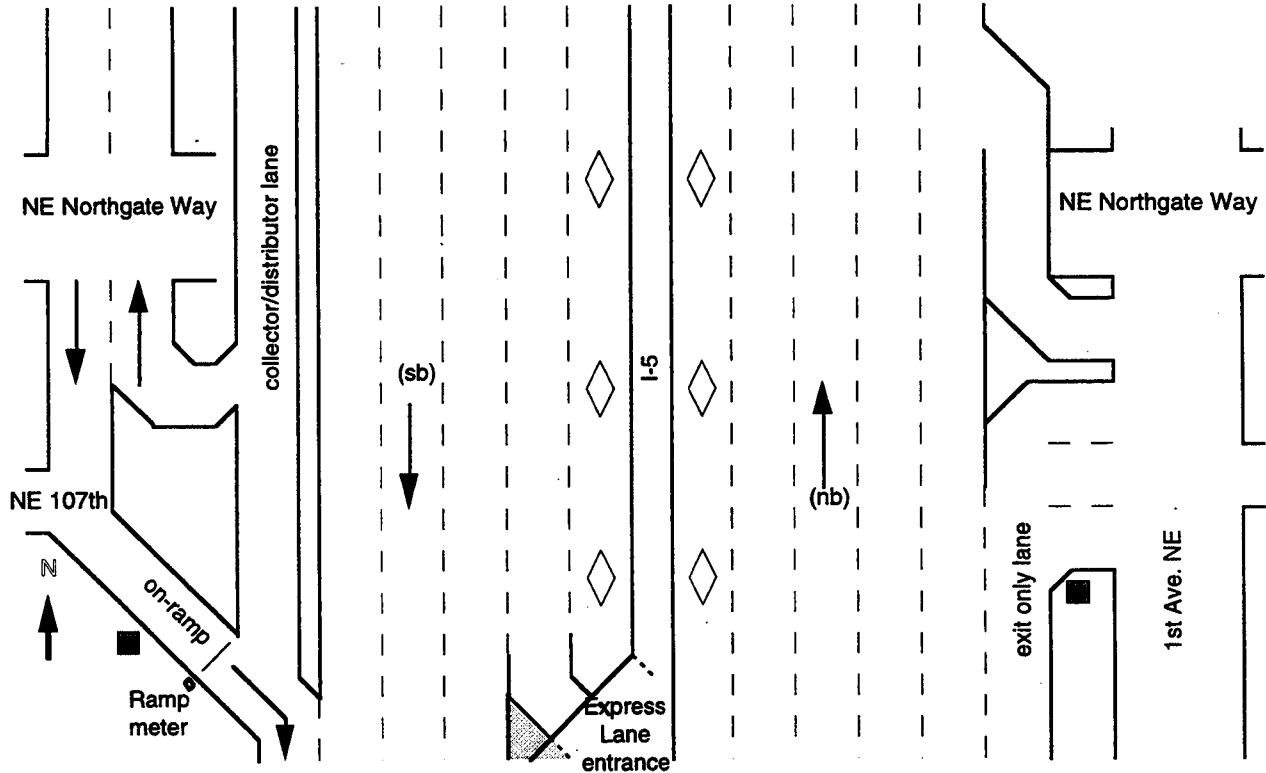 NE Northgate Way
NE Northgate Way
collector/distributor lane
I-5
(sb)
(nb)
NE 107th
N
on-ramp
exit only lane
1st Ave. NE
Ramp
meter
Express
Lane
entrance